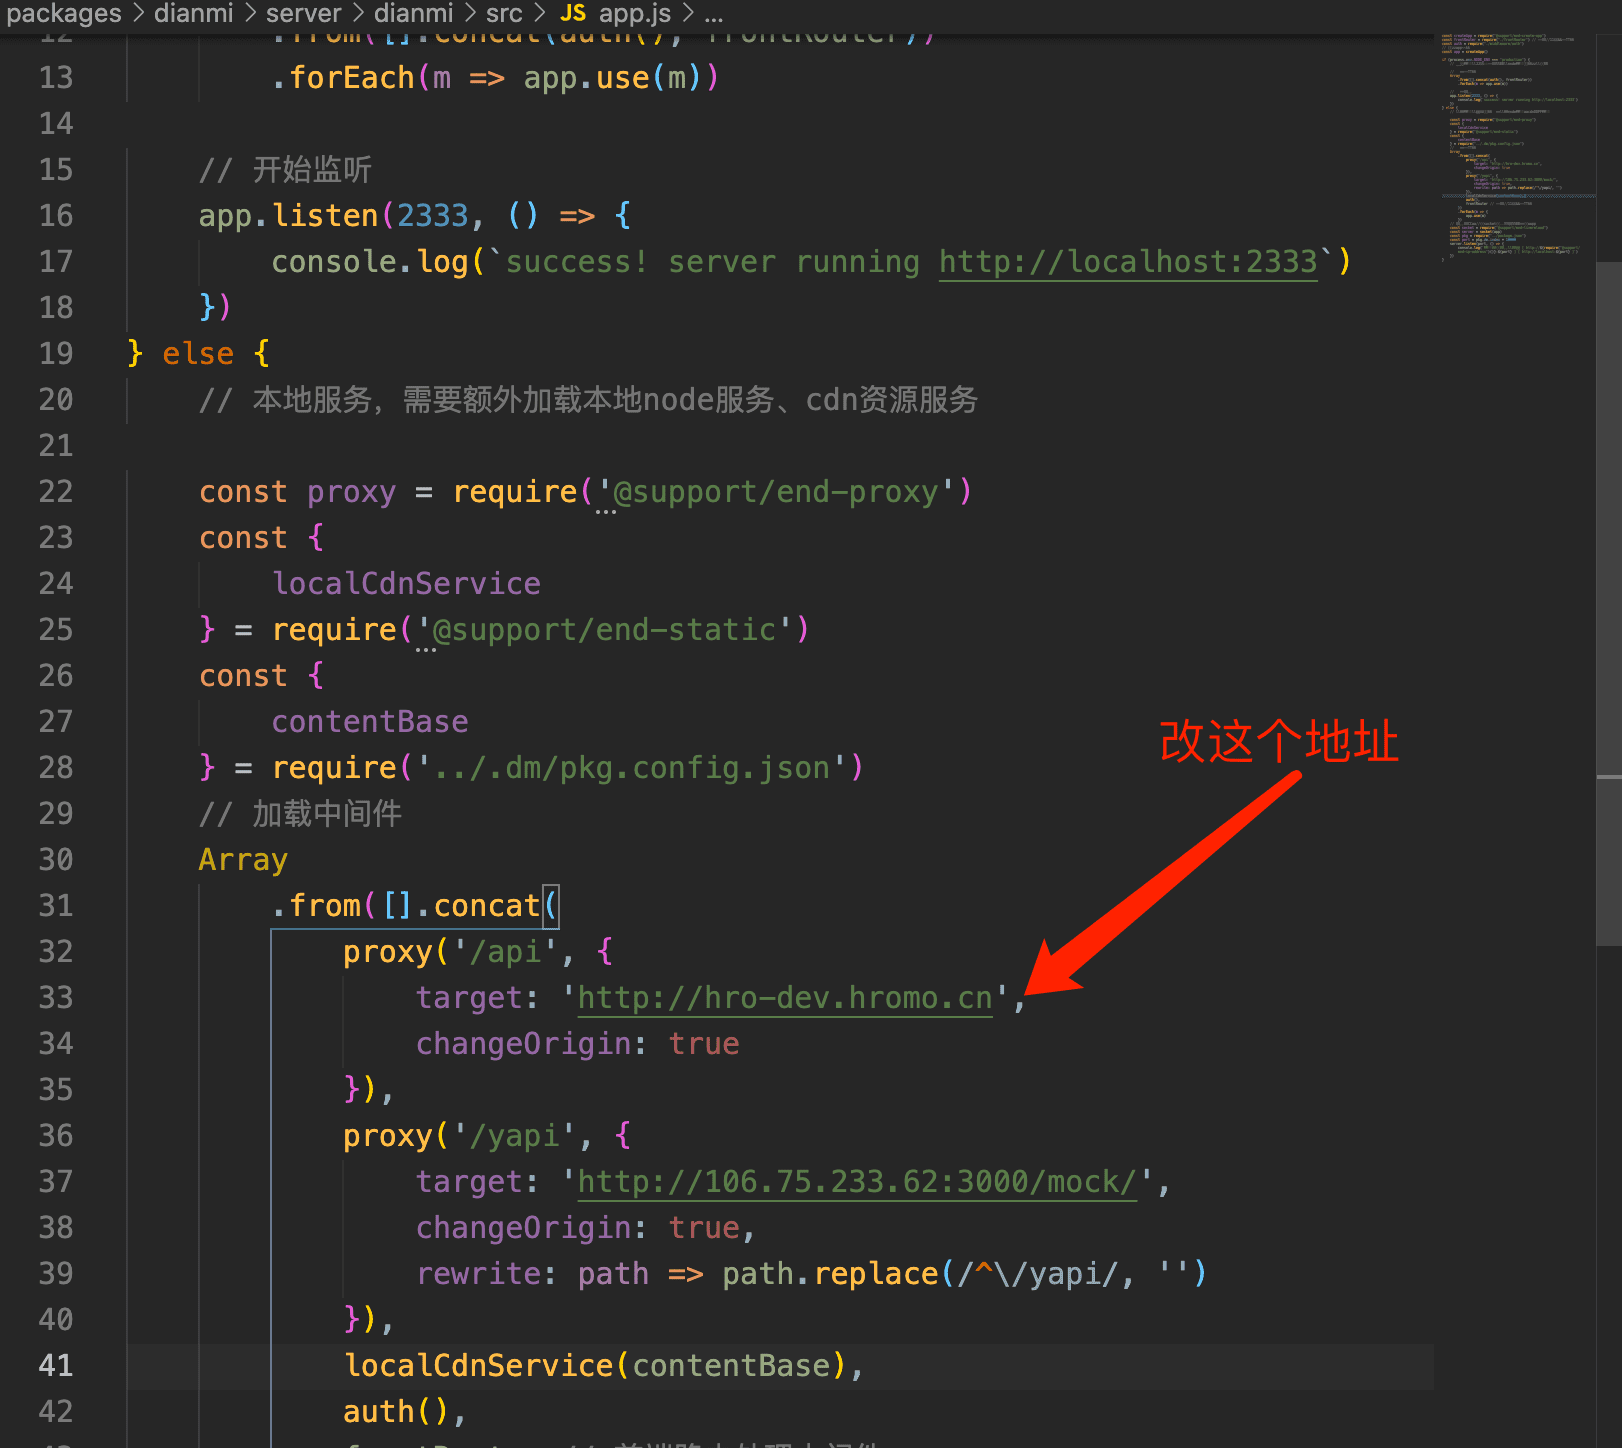 packages > dianmi > server > dianmi > src > JS app.js > ...
12 .from([].concat(auth(), frontRouter))
13 .forEach(m => app.use(m))
14
15 // 开始监听
16 app.listen(2333, () => {
17 console.log(`success! server running http://localhost:2333`)
18 })
19 } else {
20 // 本地服务，需要额外加载本地node服务、cdn资源服务
21
22 const proxy = require('@support/end-proxy')
23 const {
24 localCdnService
25 } = require('@support/end-static')
26 const {
27 contentBase
28 } = require('../.dm/pkg.config.json')
改这个地址
29 // 加载中间件
30 Array
31 .from([].concat(
32 proxy('/api', {
33 target: 'http://hro-dev.hromo.cn',
34 changeOrigin: true
35 }),
36 proxy('/yapi', {
37 target: 'http://106.75.233.62:3000/mock/',
38 changeOrigin: true,
39 rewrite: path => path.replace(/^\/yapi/, '')
40 }),
41 localCdnService(contentBase),
42 auth(),